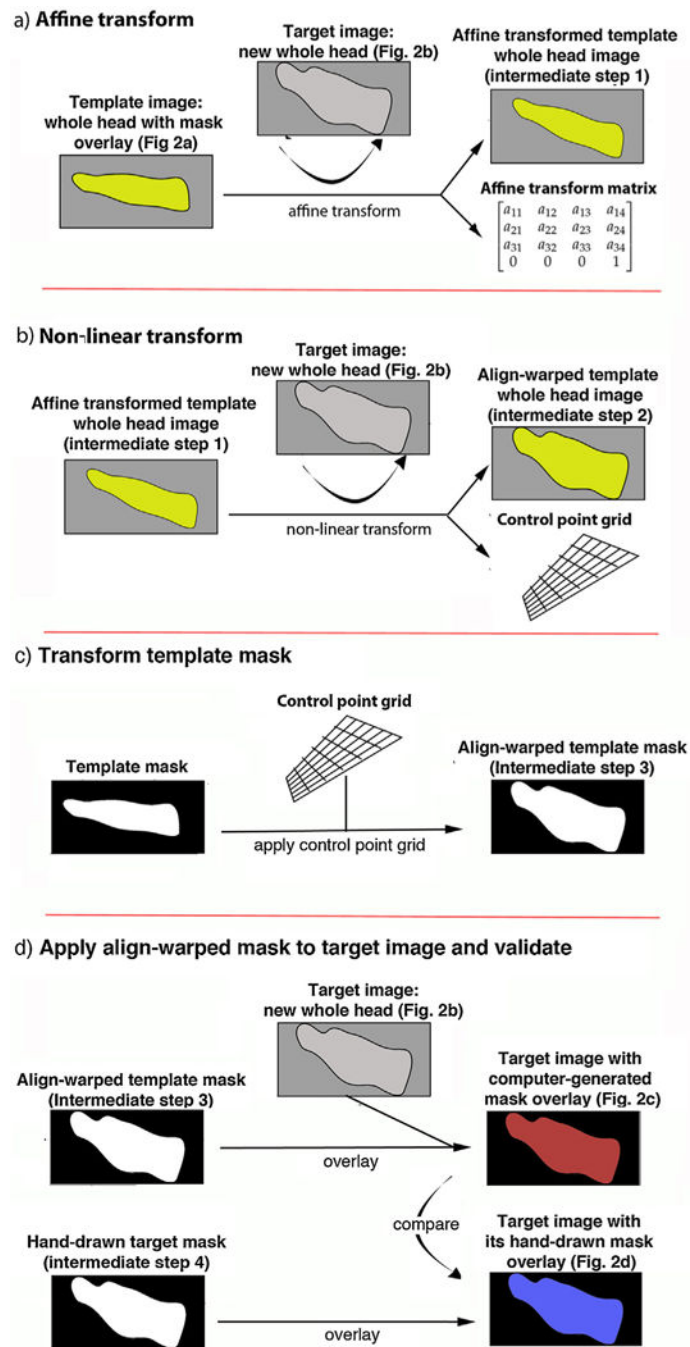 a) Affine transform
Target image:
new whole head (Fig. 2b)
Affine transformed template
whole head image
(intermediate step 1)
Template image:
whole head with mask
overlay (Fig 2a)
affine transform
Affine transform matrix
a11 a12 a13 a14
a21 a22 a23 a24
a31 a32 a33 a34
0 0 0 1
b) Non-linear transform
Target image:
new whole head (Fig. 2b)
Align-warped template
whole head image
(intermediate step 2)
Affine transformed template
whole head image
(intermediate step 1)
non-linear transform
Control point grid
c) Transform template mask
Control point grid
Template mask
Align-warped template mask
(Intermediate step 3)
apply control point grid
d) Apply align-warped mask to target image and validate
Target image:
new whole head (Fig. 2b)
Align-warped template mask
(Intermediate step 3)
Target image with
computer-generated
mask overlay (Fig. 2c)
overlay
compare
Hand-drawn target mask
(intermediate step 4)
Target image with
its hand-drawn mask
overlay (Fig. 2d)
overlay